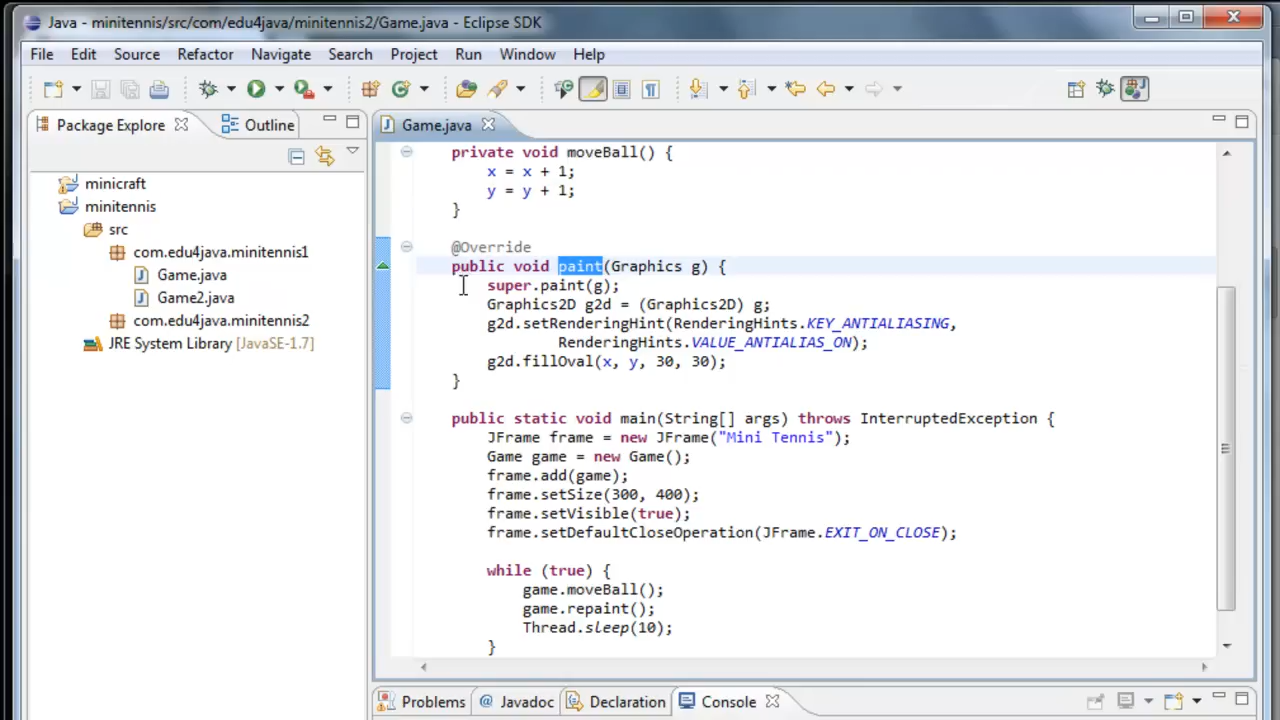 Java - minitennis/src/com/edu4java/minitennis2/Game.java - Eclipse SDK
File Edit Source Refactor Navigate Search Project Run Window Help
Package Explorer Outline
minicraft
minitennis
src
com.edu4java.minitennis1
Game.java
Game2.java
com.edu4java.minitennis2
JRE System Library [JavaSE-1.7]
Game.java
private void moveBall() {
x = x + 1;
y = y + 1;
}
@Override
public void paint(Graphics g) {
super.paint(g);
Graphics2D g2d = (Graphics2D) g;
g2d.setRenderingHint(RenderingHints.KEY_ANTIALIASING,
RenderingHints.VALUE_ANTIALIAS_ON);
g2d.fillOval(x, y, 30, 30);
}
public static void main(String[] args) throws InterruptedException {
JFrame frame = new JFrame("Mini Tennis");
Game game = new Game();
frame.add(game);
frame.setSize(300, 400);
frame.setVisible(true);
frame.setDefaultCloseOperation(JFrame.EXIT_ON_CLOSE);
while (true) {
game.moveBall();
game.repaint();
Thread.sleep(10);
}
Problems @ Javadoc Declaration Console